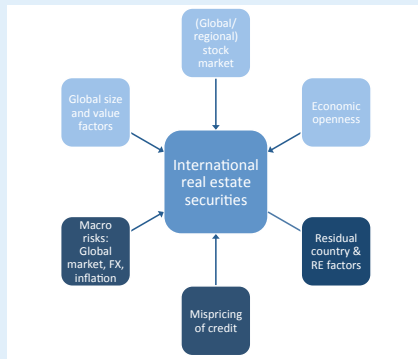 (Global/
regional)
stock
market
Global size
and value
factors
Economic
openness
International
real estate
securities
Macro
risks:
Global
market, FX,
inflation
Residual
country &
RE factors
Mispricing
of credit